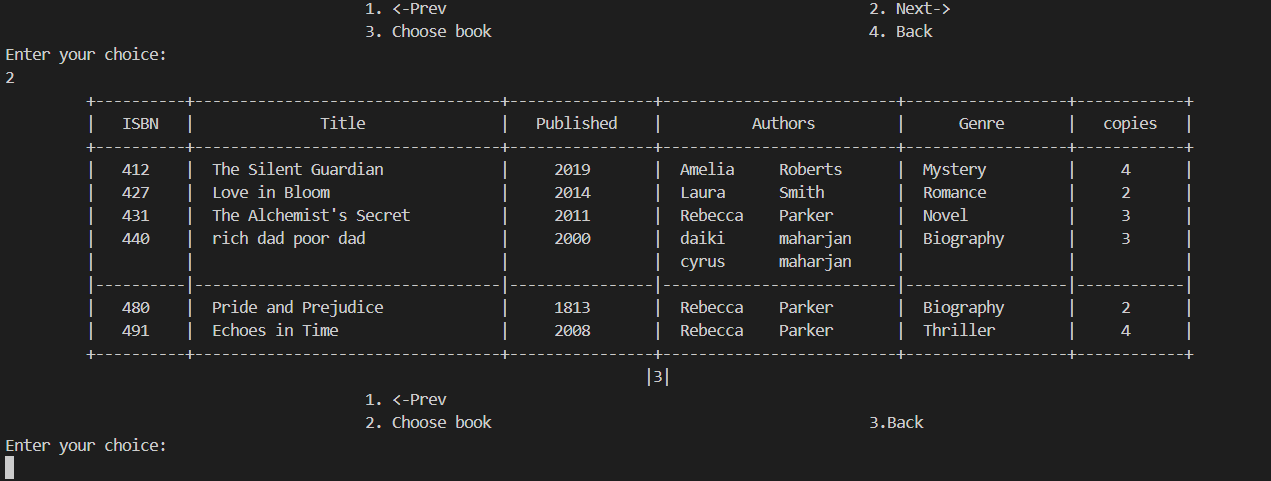 1. <-Prev 2. Next->
3. Choose book 4. Back
Enter your choice:
2
+----------+----------------------------------+----------------+--------------------------+------------------+------------+
| ISBN | Title | Published | Authors | Genre | copies |
+----------+----------------------------------+----------------+--------------------------+------------------+------------+
| 412 | The Silent Guardian | 2019 | Amelia Roberts | Mystery | 4 |
| 427 | Love in Bloom | 2014 | Laura Smith | Romance | 2 |
| 431 | The Alchemist's Secret | 2011 | Rebecca Parker | Novel | 3 |
| 440 | rich dad poor dad | 2000 | daiki maharjan | Biography | 3 |
| | | | cyrus maharjan | | |
|----------|----------------------------------|----------------|--------------------------|------------------|------------|
| 480 | Pride and Prejudice | 1813 | Rebecca Parker | Biography | 2 |
| 491 | Echoes in Time | 2008 | Rebecca Parker | Thriller | 4 |
+----------+----------------------------------+----------------+--------------------------+------------------+------------+
|3|
1. <-Prev
2. Choose book 3.Back
Enter your choice: